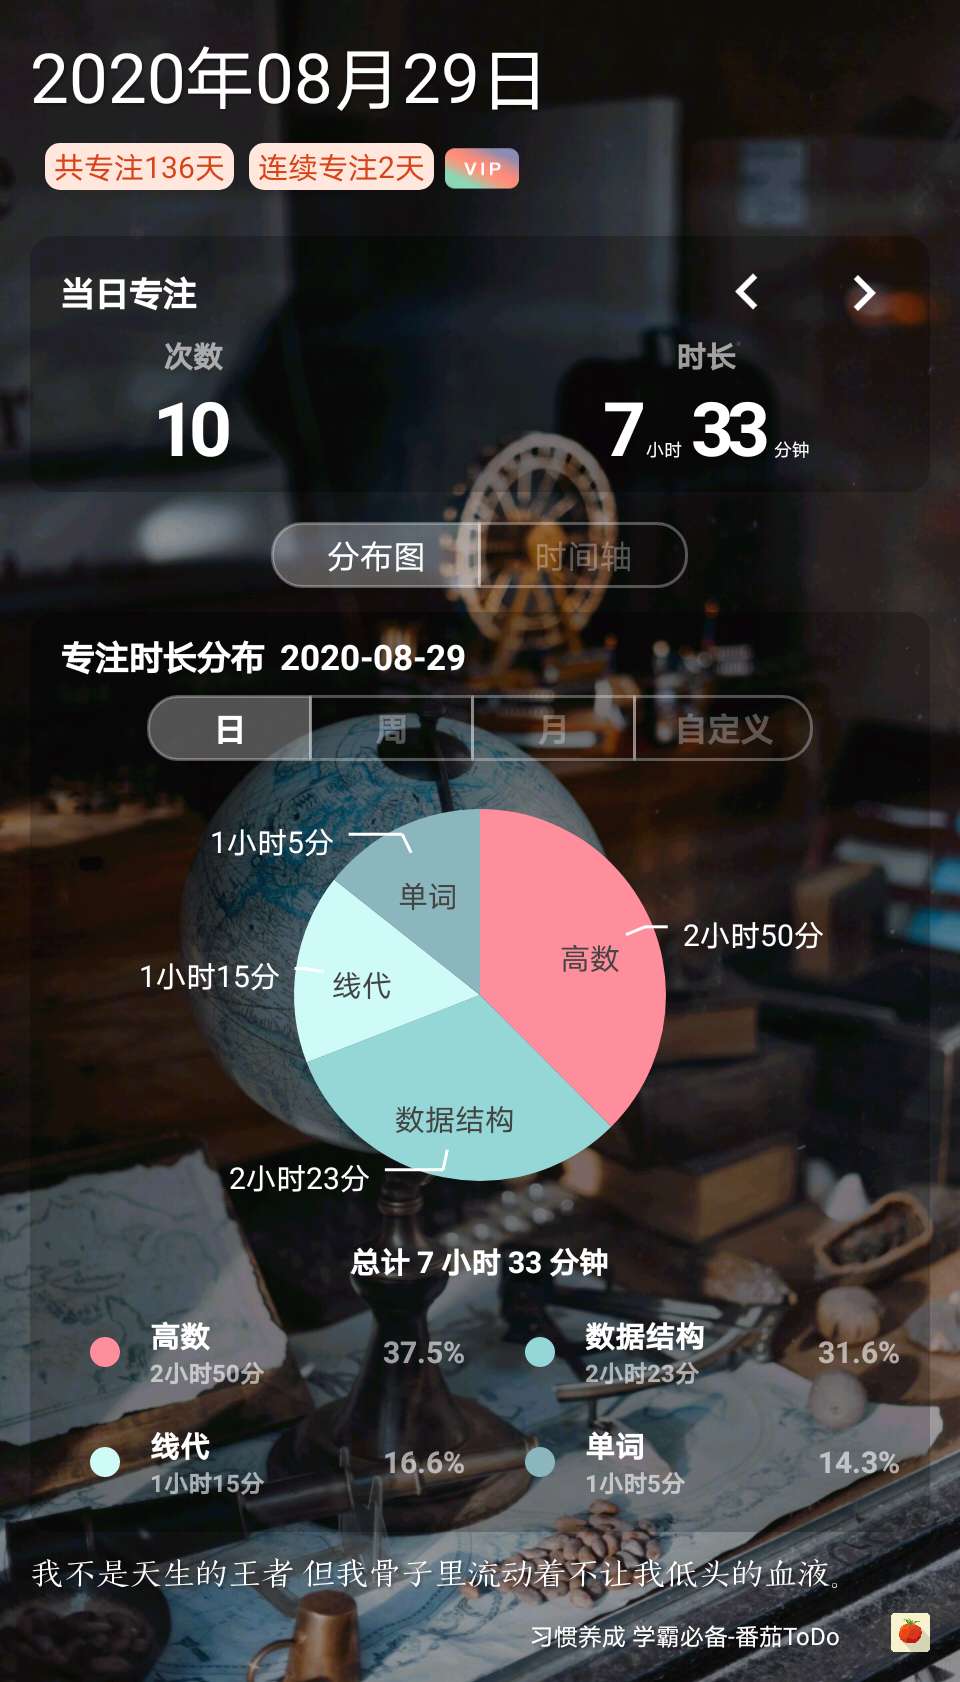 2020年08月29日
共专注136天 连续专注2天 VIP
当日专注
次数 时长
10 7小时 33分钟
分布图 时间轴
专注时长分布 2020-08-29
日 周 月 自定义
1小时5分
单词
高数
2小时50分
1小时15分
线代
数据结构
2小时23分
总计 7 小时 33 分钟
高数 37.5% 数据结构 31.6%
2小时50分 2小时23分
线代 16.6% 单词 14.3%
1小时15分 1小时5分
我不是天生的王者 但我骨子里流动着不让我低头的血液。
习惯养成 学霸必备-番茄ToDo